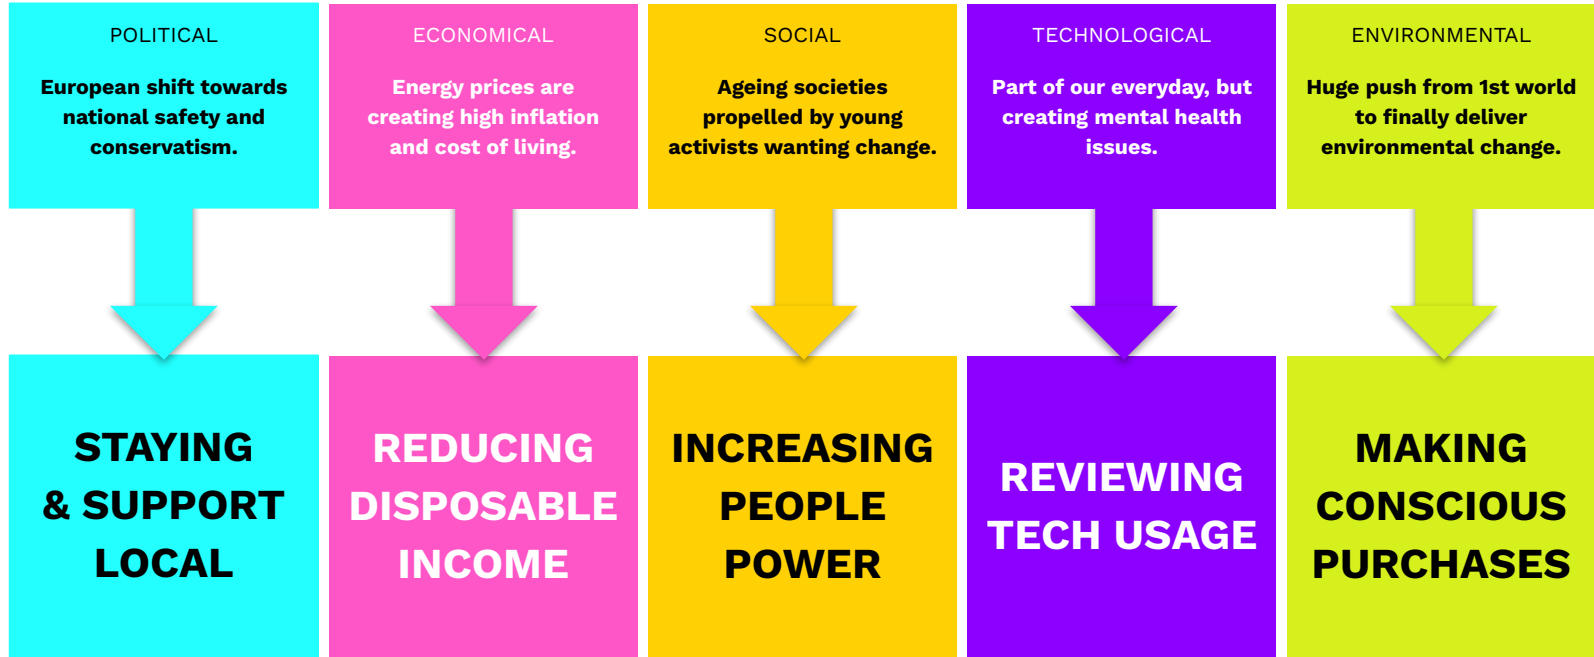 POLITICAL
European shift towards
national safety and
conservatism.
STAYING
& SUPPORT
LOCAL
ECONOMICAL
Energy prices are
creating high inflation
and cost of living.
REDUCING
DISPOSABLE
INCOME
SOCIAL
Ageing societies
propelled by young
activists wanting change.
INCREASING
PEOPLE
POWER
TECHNOLOGICAL
Part of our everyday, but
creating mental health
issues.
REVIEWING
TECH USAGE
ENVIRONMENTAL
Huge push from 1st world
to finally deliver
environmental change.
MAKING
CONSCIOUS
PURCHASES